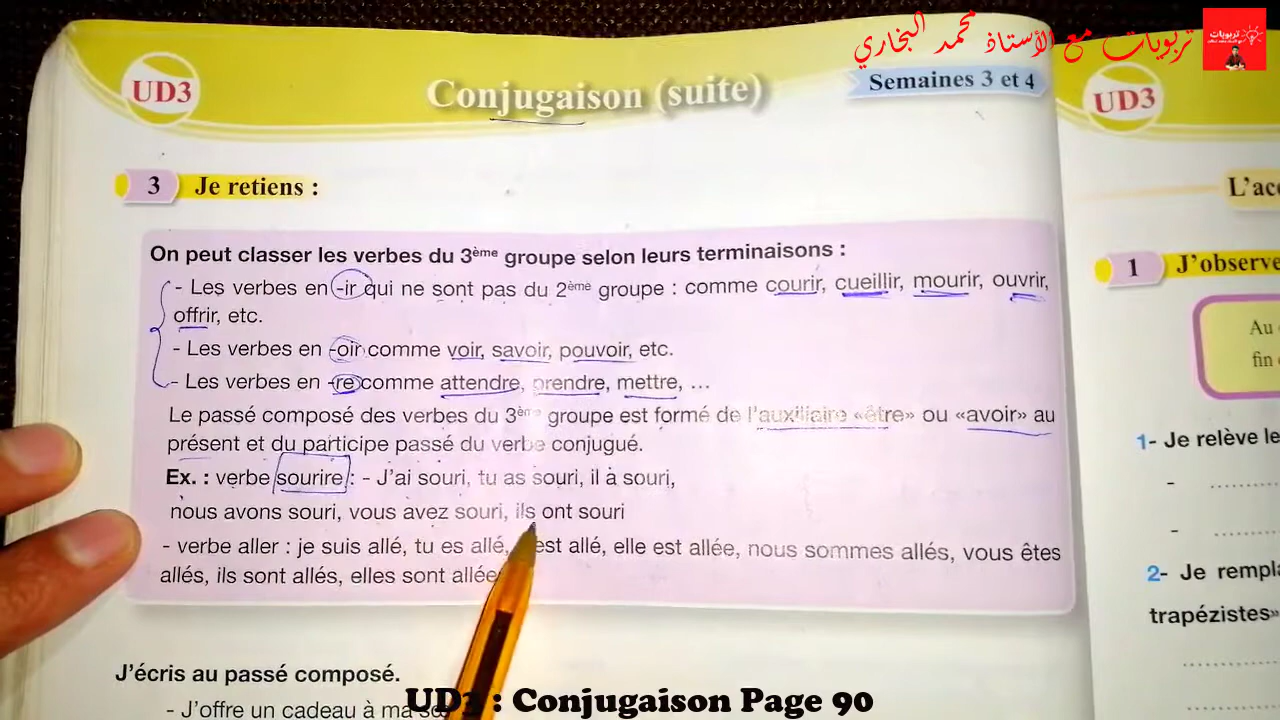 تربويات مع الأستاذ محمد البخاري
تربويات
UD3
Conjugaison (suite)
Semaines 3 et 4
3 Je retiens :
On peut classer les verbes du 3ème groupe selon leurs terminaisons :
- Les verbes en -ir qui ne sont pas du 2ème groupe : comme courir, cueillir, mourir, ouvrir,
offrir, etc.
- Les verbes en -oir comme voir, savoir, pouvoir, etc.
- Les verbes en -re comme attendre, prendre, mettre, ...
Le passé composé des verbes du 3ème groupe est formé de l'auxiliaire «être» ou «avoir» au
présent et du participe passé du verbe conjugué.
Ex. : verbe sourire : - J'ai souri, tu as souri, il à souri,
nous avons souri, vous avez souri, ils ont souri
- verbe aller : je suis allé, tu es allé, est allé, elle est allée, nous sommes allés, vous êtes
allés, ils sont allés, elles sont allée
J'écris au passé composé.
- J'offre un cadeau à ma
UD3
L'acc
1 J'observe
Au
fin
1- Je relève le
-
-
2- Je rempla
trapézistes»
UD3 : Conjugaison Page 90